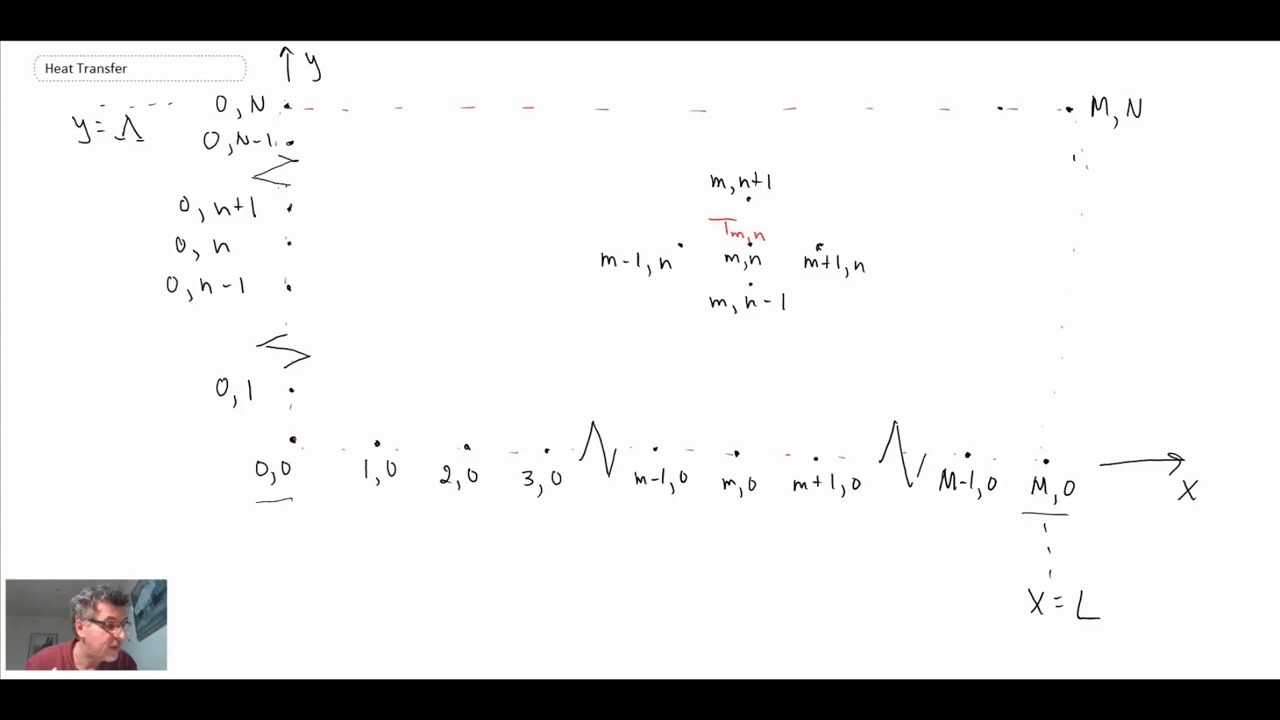 Heat Transfer
y
0, N
M, N
y = Λ
0, N-1
m, n+1
0, n+1
Tm,n
0, n
m-1, n
m,n
m+1, n
0, n-1
m, n-1
0, 1
0,0
1,0
2,0
3,0
m-1,0
m,0
m+1,0
M-1,0
M,0
X
X = L